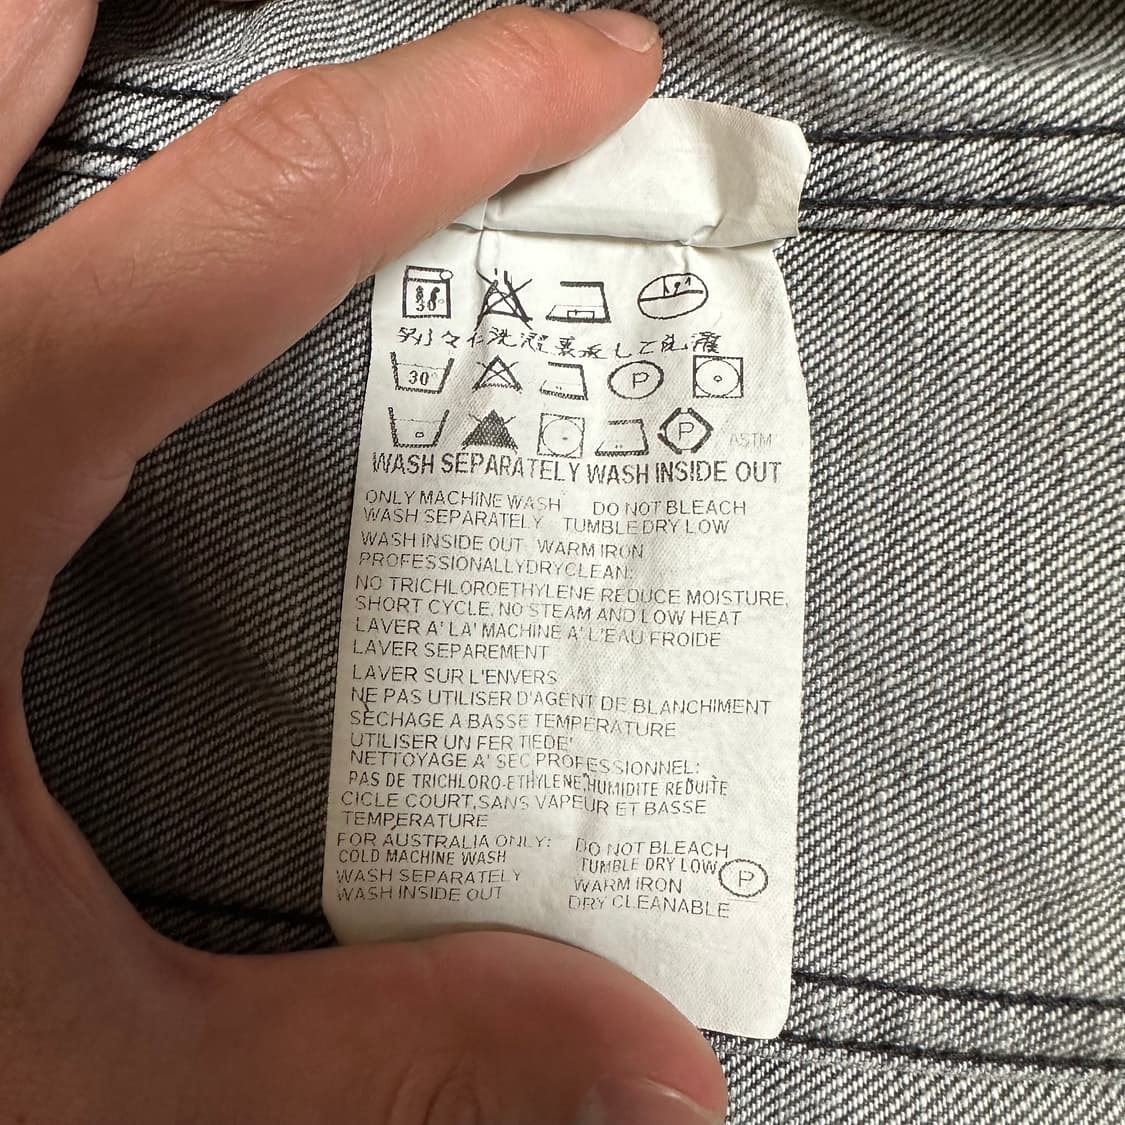 30°
別々に洗濯 裏返して洗濯
30° P
P ASTM
WASH SEPARATELY WASH INSIDE OUT
ONLY MACHINE WASH DO NOT BLEACH
WASH SEPARATELY TUMBLE DRY LOW
WASH INSIDE OUT WARM IRON
PROFESSIONALLYDRYCLEAN:
NO TRICHLOROETHYLENE REDUCE MOISTURE,
SHORT CYCLE, NO STEAM AND LOW HEAT
LAVER A' LA' MACHINE A' L'EAU FROIDE
LAVER SEPAREMENT
LAVER SUR L'ENVERS
NE PAS UTILISER D'AGENT DE BLANCHIMENT
SECHAGE A BASSE TEMPERATURE
UTILISER UN FER TIEDE'
NETTOYAGE A' SEC PROFESSIONNEL:
PAS DE TRICHLORO-ETHYLENE,HUMIDITE REDUITE
CICLE COURT,SANS VAPEUR ET BASSE
TEMPERATURE
FOR AUSTRALIA ONLY: DO NOT BLEACH
COLD MACHINE WASH TUMBLE DRY LOW
WASH SEPARATELY WARM IRON P
WASH INSIDE OUT DRY CLEANABLE